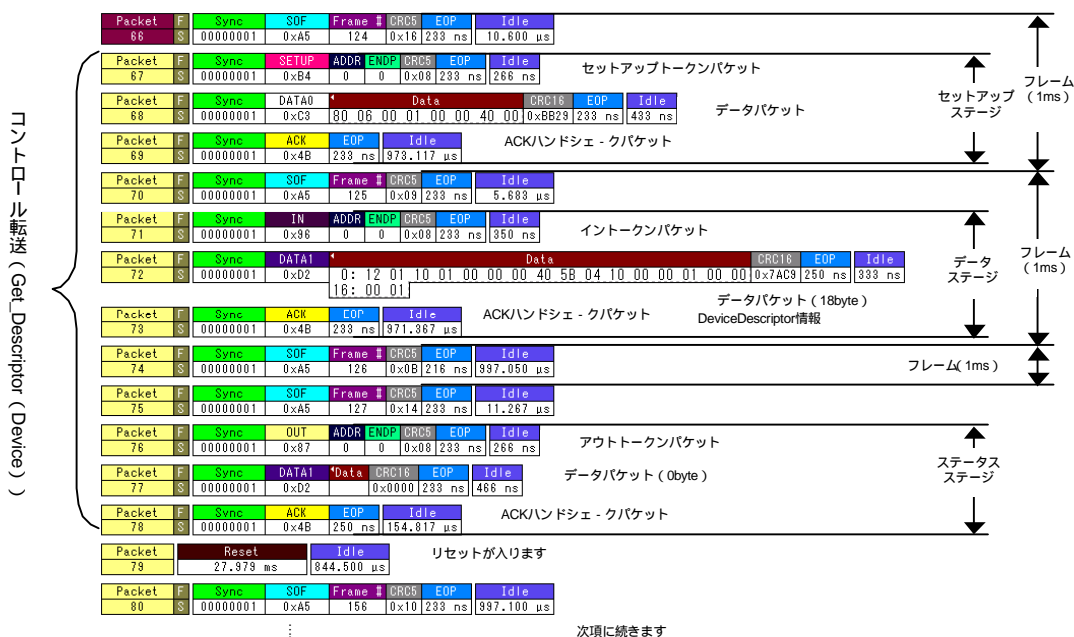 コントロール転送（Get_Descriptor（Device））
Packet F Sync SOF Frame # CRC5 EOP Idle
66 S 00000001 0xA5 124 0x16 233 ns 10.600 µs
Packet F Sync SETUP ADDR ENDP CRC5 EOP Idle
67 S 00000001 0xB4 0 0 0x08 233 ns 266 ns
セットアップトークンパケット
Packet F Sync DATA0 Data CRC16 EOP Idle
68 S 00000001 0xC3 80 06 00 01 00 00 40 00 0xBB29 233 ns 433 ns
データパケット
Packet F Sync ACK EOP Idle
69 S 00000001 0x4B 233 ns 973.117 µs
ACKハンドシェ - クパケット
セットアップ
ステージ
フレーム
（1ms）
Packet F Sync SOF Frame # CRC5 EOP Idle
70 S 00000001 0xA5 125 0x09 233 ns 5.683 µs
Packet F Sync IN ADDR ENDP CRC5 EOP Idle
71 S 00000001 0x96 0 0 0x08 233 ns 350 ns
イントークンパケット
Packet F Sync DATA1 Data CRC16 EOP Idle
72 S 00000001 0xD2 0: 12 01 10 01 00 00 00 40 5B 04 10 00 00 01 00 00 0x7AC9 250 ns 333 ns
16: 00 01
データパケット（18byte）
DeviceDescriptor情報
Packet F Sync ACK EOP Idle
73 S 00000001 0x4B 233 ns 971.367 µs
ACKハンドシェ - クパケット
データ
ステージ
フレーム
（1ms）
Packet F Sync SOF Frame # CRC5 EOP Idle
74 S 00000001 0xA5 126 0x0B 216 ns 997.050 µs
フレーム（1ms）
Packet F Sync SOF Frame # CRC5 EOP Idle
75 S 00000001 0xA5 127 0x14 233 ns 11.267 µs
Packet F Sync OUT ADDR ENDP CRC5 EOP Idle
76 S 00000001 0x87 0 0 0x08 233 ns 266 ns
アウトトークンパケット
Packet F Sync DATA1 Data CRC16 EOP Idle
77 S 00000001 0xD2 0x0000 233 ns 466 ns
データパケット（0byte）
Packet F Sync ACK EOP Idle
78 S 00000001 0x4B 250 ns 154.817 µs
ACKハンドシェ - クパケット
ステータス
ステージ
Packet Reset Idle
79 27.979 ms 844.500 µs
リセットが入ります
Packet F Sync SOF Frame # CRC5 EOP Idle
80 S 00000001 0xA5 156 0x10 233 ns 997.100 µs
⋮
次項に続きます